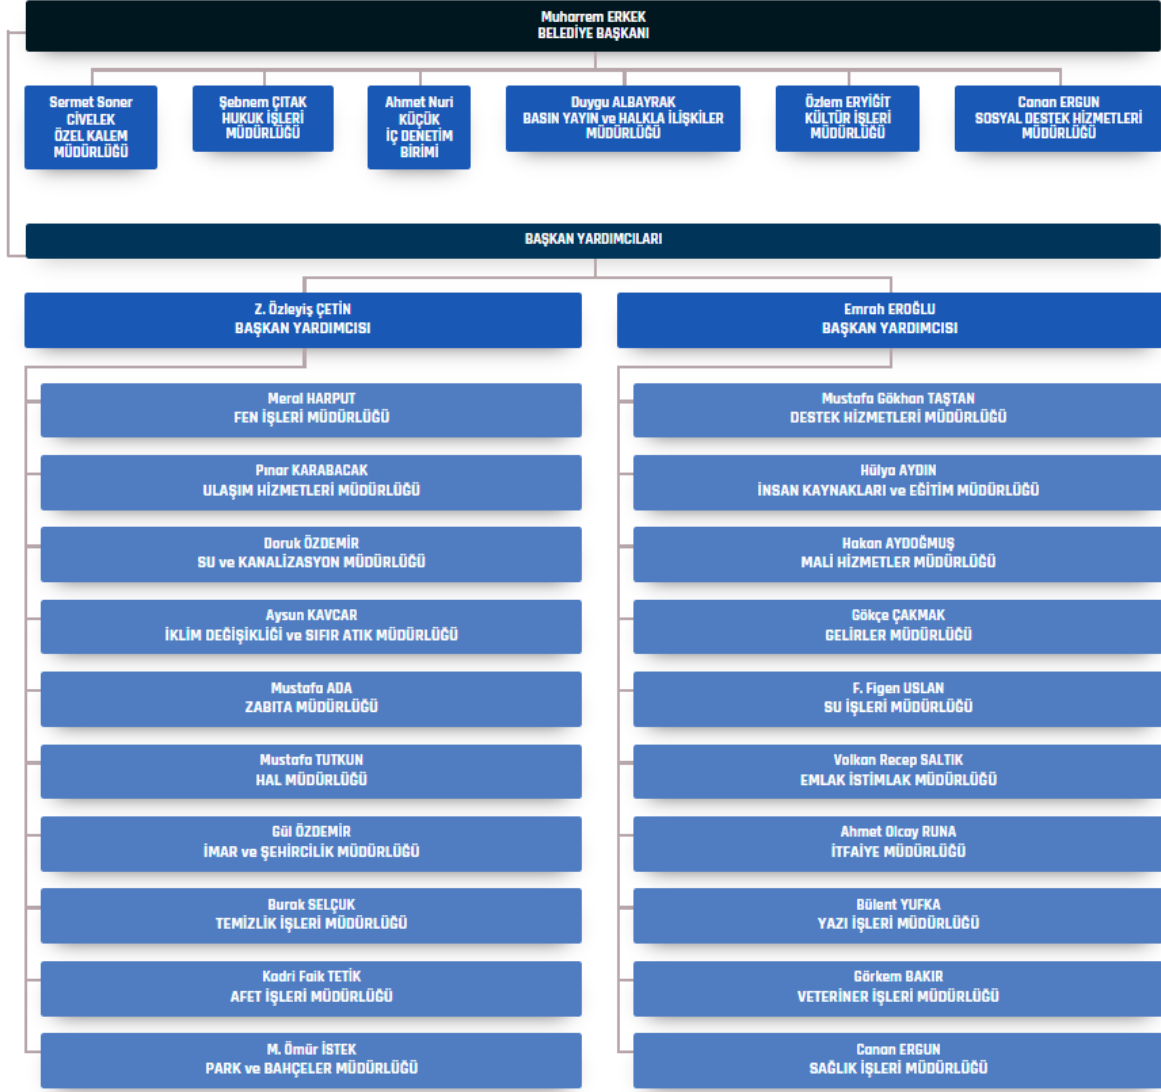 Muharrem ERKEK
BELEDİYE BAŞKANI
Sermet Soner
CİVELEK
ÖZEL KALEM
MÜDÜRLÜĞÜ
Şebnem ÇITAK
HUKUK İŞLERİ
MÜDÜRLÜĞÜ
Ahmet Nuri
KÜÇÜK
İÇ DENETİM
BİRİMİ
Duygu ALBAYRAK
BASIN YAYIN ve HALKLA İLİŞKİLER
MÜDÜRLÜĞÜ
Özlem ERYİĞİT
KÜLTÜR İŞLERİ
MÜDÜRLÜĞÜ
Canan ERGUN
SOSYAL DESTEK HİZMETLERİ
MÜDÜRLÜĞÜ
BAŞKAN YARDIMCILARI
Z. Özleyiş ÇETİN
BAŞKAN YARDIMCISI
Meral HARPUT
FEN İŞLERİ MÜDÜRLÜĞÜ
Pınar KARABACAK
ULAŞIM HİZMETLERİ MÜDÜRLÜĞÜ
Doruk ÖZDEMİR
SU ve KANALİZASYON MÜDÜRLÜĞÜ
Aysun KAVCAR
İKLİM DEĞİŞİKLİĞİ ve SIFIR ATIK MÜDÜRLÜĞÜ
Mustafa ADA
ZABITA MÜDÜRLÜĞÜ
Mustafa TUTKUN
HAL MÜDÜRLÜĞÜ
Gül ÖZDEMİR
İMAR ve ŞEHİRCİLİK MÜDÜRLÜĞÜ
Burak SELÇUK
TEMİZLİK İŞLERİ MÜDÜRLÜĞÜ
Kadri Faik TETİK
AFET İŞLERİ MÜDÜRLÜĞÜ
M. Ömür İSTEK
PARK ve BAHÇELER MÜDÜRLÜĞÜ
Emrah EROĞLU
BAŞKAN YARDIMCISI
Mustafa Gökhan TAŞTAN
DESTEK HİZMETLERİ MÜDÜRLÜĞÜ
Hülya AYDIN
İNSAN KAYNAKLARI ve EĞİTİM MÜDÜRLÜĞÜ
Hakan AYDOĞMUŞ
MALİ HİZMETLER MÜDÜRLÜĞÜ
Gökçe ÇAKMAK
GELİRLER MÜDÜRLÜĞÜ
F. Figen USLAN
SU İŞLERİ MÜDÜRLÜĞÜ
Volkan Recep SALTIK
EMLAK İSTİMLAK MÜDÜRLÜĞÜ
Ahmet Olcay RUNA
İTFAİYE MÜDÜRLÜĞÜ
Bülent YUFKA
YAZI İŞLERİ MÜDÜRLÜĞÜ
Görkem BAKIR
VETERİNER İŞLERİ MÜDÜRLÜĞÜ
Canan ERGUN
SAĞLIK İŞLERİ MÜDÜRLÜĞÜ